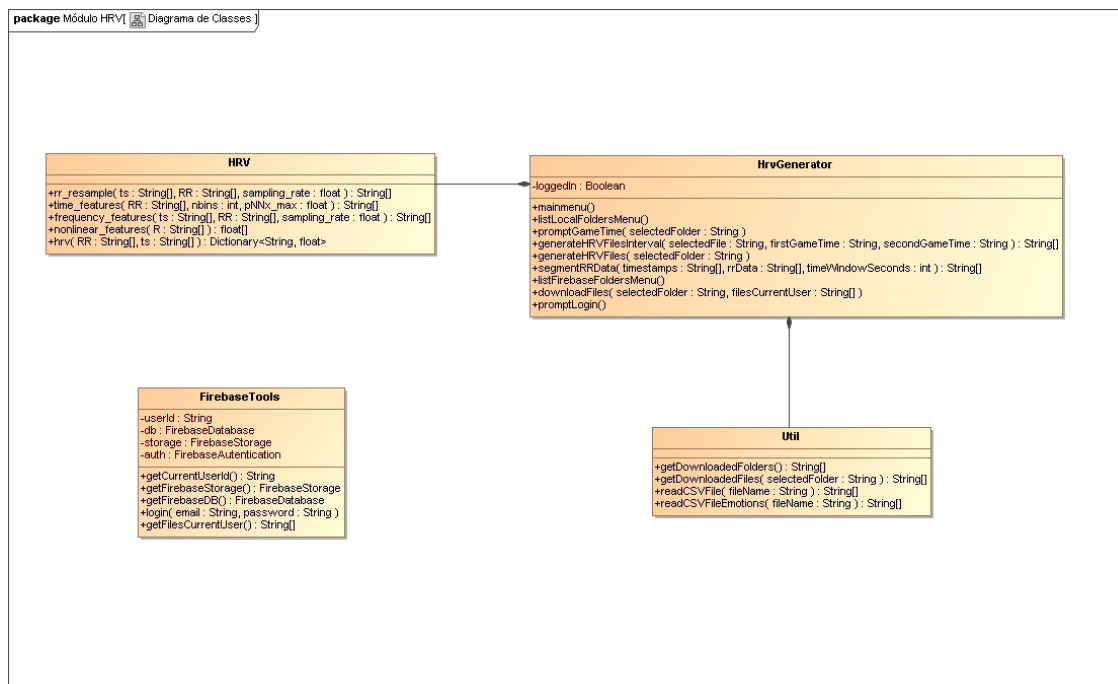 package Módulo HRV[ Diagrama de Classes ]
HRV
+rr_resample( ts : String[], RR : String[], sampling_rate : float ) : String[]
+time_features( RR : String[], nbins : int, pNNx_max : float ) : String[]
+frequency_features( ts : String[], RR : String[], sampling_rate : float ) : String[]
+nonlinear_features( R : String[] ) : float[]
+hrv( RR : String[], ts : String[] ) : Dictionary<String, float>
HrvGenerator
-loggedIn : Boolean
+mainmenu()
+listLocalFoldersMenu()
+promptGameTime( selectedFolder : String )
+generateHRVFilesInterval( selectedFile : String, firstGameTime : String, secondGameTime : String ) : String[]
+generateHRVFiles( selectedFolder : String )
+segmentRRData( timestamps : String[], rrData : String[], timeWindowSeconds : int ) : String[]
+listFirebaseFoldersMenu()
+downloadFiles( selectedFolder : String, filesCurrentUser : String[] )
+promptLogin()
FirebaseTools
-userId : String
-db : FirebaseDatabase
-storage : FirebaseStorage
-auth : FirebaseAutentication
+getCurrentUserId() : String
+getFirebaseStorage() : FirebaseStorage
+getFirebaseDB() : FirebaseDatabase
+login( email : String, password : String )
+getFilesCurrentUser() : String[]
Util
+getDownloadedFolders() : String[]
+getDownloadedFiles( selectedFolder : String ) : String[]
+readCSVFile( fileName : String ) : String[]
+readCSVFileEmotions( fileName : String ) : String[]